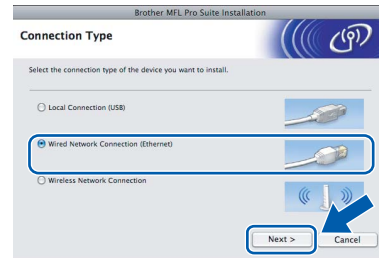 Brother MFL Pro Suite Installation
Connection Type
Select the connection type of the device you want to install.
Local Connection (USB)
Wired Network Connection (Ethernet)
Wireless Network Connection
Next >
Cancel